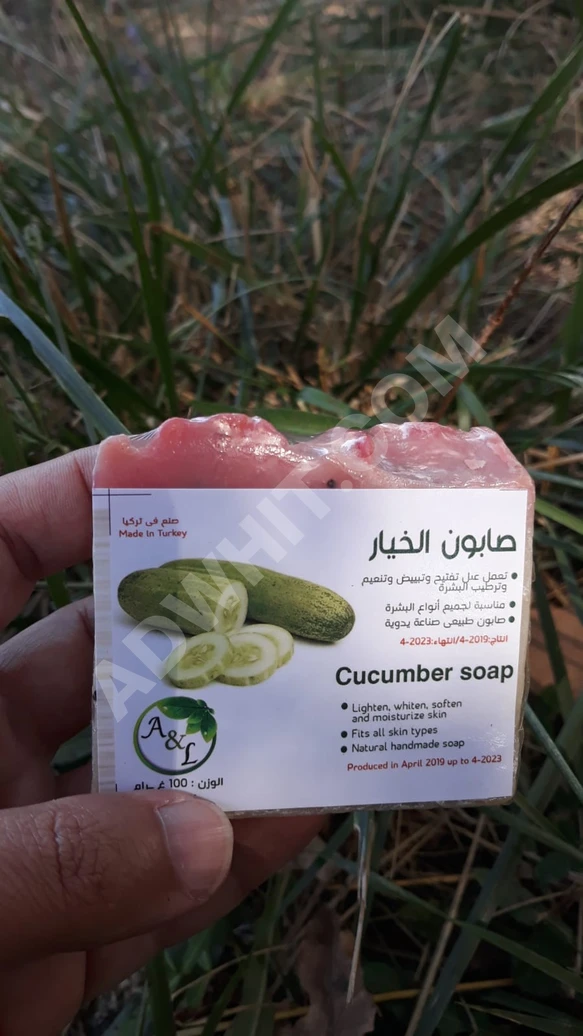 صنع في تركيا
Made In Turkey
صابون الخيار
تعمل عىل تفتيح وتبييض وتنعيم
وترطيب البشرة
مناسبة لجميع أنواع البشرة
صابون طبيعي صناعة يدوية
انتاج:2019-4/انتهاء:2023-4
Cucumber soap
Lighten, whiten, soften
and moisturize skin
Fits all skin types
Natural handmade soap
Produced in April 2019 up to 4-2023
A&L
الوزن : 100 غرام
ADWHIT.COM